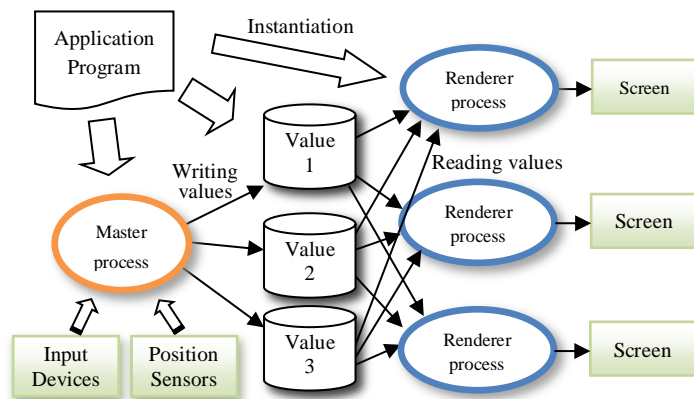 Application
Program
Instantiation
Renderer
process
Screen
Value
1
Writing
values
Reading values
Master
process
Value
2
Renderer
process
Screen
Value
3
Renderer
process
Screen
Input
Devices
Position
Sensors